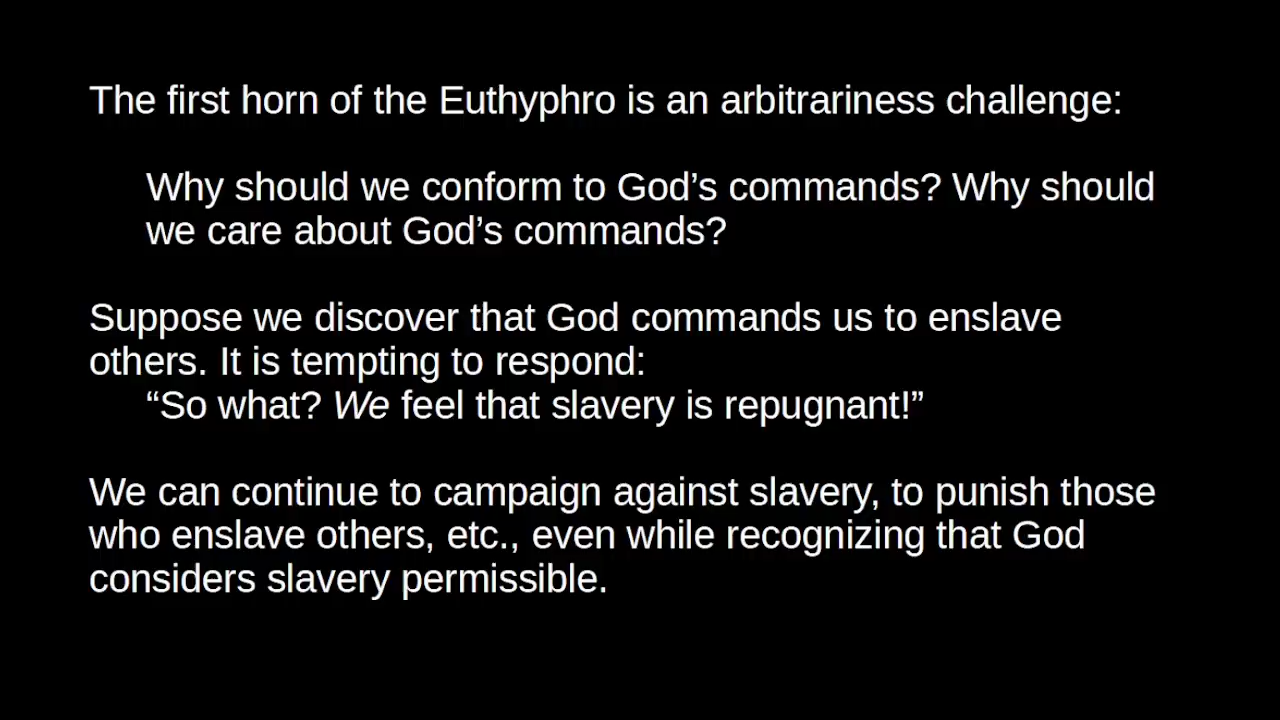 The first horn of the Euthyphro is an arbitrariness challenge:
Why should we conform to God’s commands? Why should
we care about God’s commands?
Suppose we discover that God commands us to enslave
others. It is tempting to respond:
“So what? We feel that slavery is repugnant!”
We can continue to campaign against slavery, to punish those
who enslave others, etc., even while recognizing that God
considers slavery permissible.